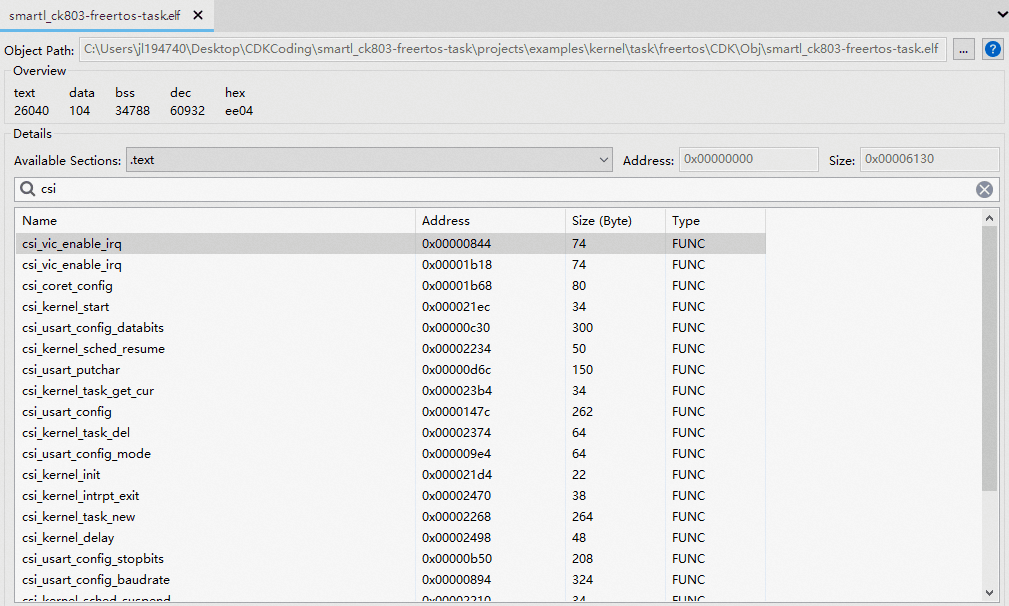 smartl_ck803-freertos-task.elf
Object Path: C:\Users\jl194740\Desktop\CDKCoding\smartl_ck803-freertos-task\projects\examples\kernel\task\freertos\CDK\Obj\smartl_ck803-freertos-task.elf ... ?
Overview
text data bss dec hex
26040 104 34788 60932 ee04
Details
Available Sections: .text Address: 0x00000000 Size: 0x00006130
csi
Name Address Size (Byte) Type
csi_vic_enable_irq 0x00000844 74 FUNC
csi_vic_enable_irq 0x00001b18 74 FUNC
csi_coret_config 0x00001b68 80 FUNC
csi_kernel_start 0x000021ec 34 FUNC
csi_usart_config_databits 0x00000c30 300 FUNC
csi_kernel_sched_resume 0x00002234 50 FUNC
csi_usart_putchar 0x00000d6c 150 FUNC
csi_kernel_task_get_cur 0x000023b4 34 FUNC
csi_usart_config 0x0000147c 262 FUNC
csi_kernel_task_del 0x00002374 64 FUNC
csi_usart_config_mode 0x000009e4 64 FUNC
csi_kernel_init 0x000021d4 22 FUNC
csi_kernel_intrpt_exit 0x00002470 38 FUNC
csi_kernel_task_new 0x00002268 264 FUNC
csi_kernel_delay 0x00002498 48 FUNC
csi_usart_config_stopbits 0x00000b50 208 FUNC
csi_usart_config_baudrate 0x00000894 324 FUNC
csi_kernel_sched_suspend 0x00002210 34 FUNC